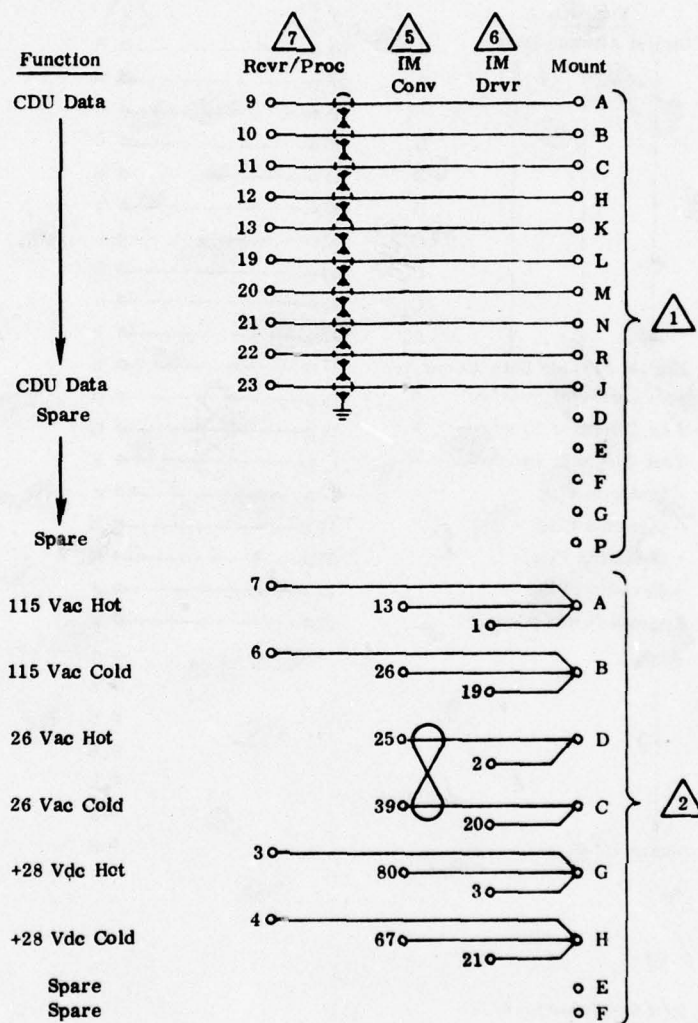 7 5 6
Function Rcvr/Proc IM Conv IM Drvr Mount
CDU Data 9 A
10 B
11 C
12 H
13 K
19 L
20 M
21 N
1
22 R
CDU Data 23 J
Spare D
E
F
G
Spare P
7
115 Vac Hot 13 A
1
6
115 Vac Cold 26 B
19
26 Vac Hot 25 D
2
26 Vac Cold 39 C
2
20
3
+28 Vdc Hot 80 G
3
4
+28 Vdc Cold 67 H
21
Spare E
Spare F